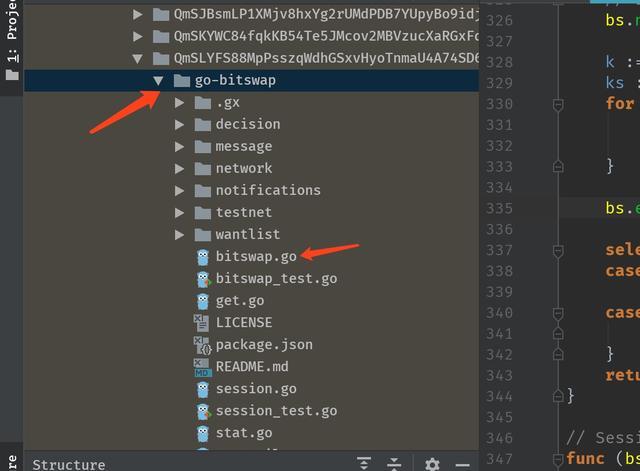 1: Project
QmSJBsmLP1XMjv8hxYg2rUMdPDB7YUpyBo9idj
QmSKYWC84fqkKB54Te5JMcov2MBVzucXaRGxFq
QmSLYFS88MpPsszqWdhGSxvHyoTnmaU4A74SD6
go-bitswap
.gx
decision
message
network
notifications
testnet
wantlist
bitswap.go
bitswap_test.go
get.go
LICENSE
package.json
README.md
session.go
session_test.go
stat.go
Structure
326
327 bs.
328
329 k :=
330 ks :
331 for
332
333 }
334
335 bs.
336
337 sele
338 case
339
340 case
341
342 }
343 retu
344 }
345
346 // Sessi
347 func (bs